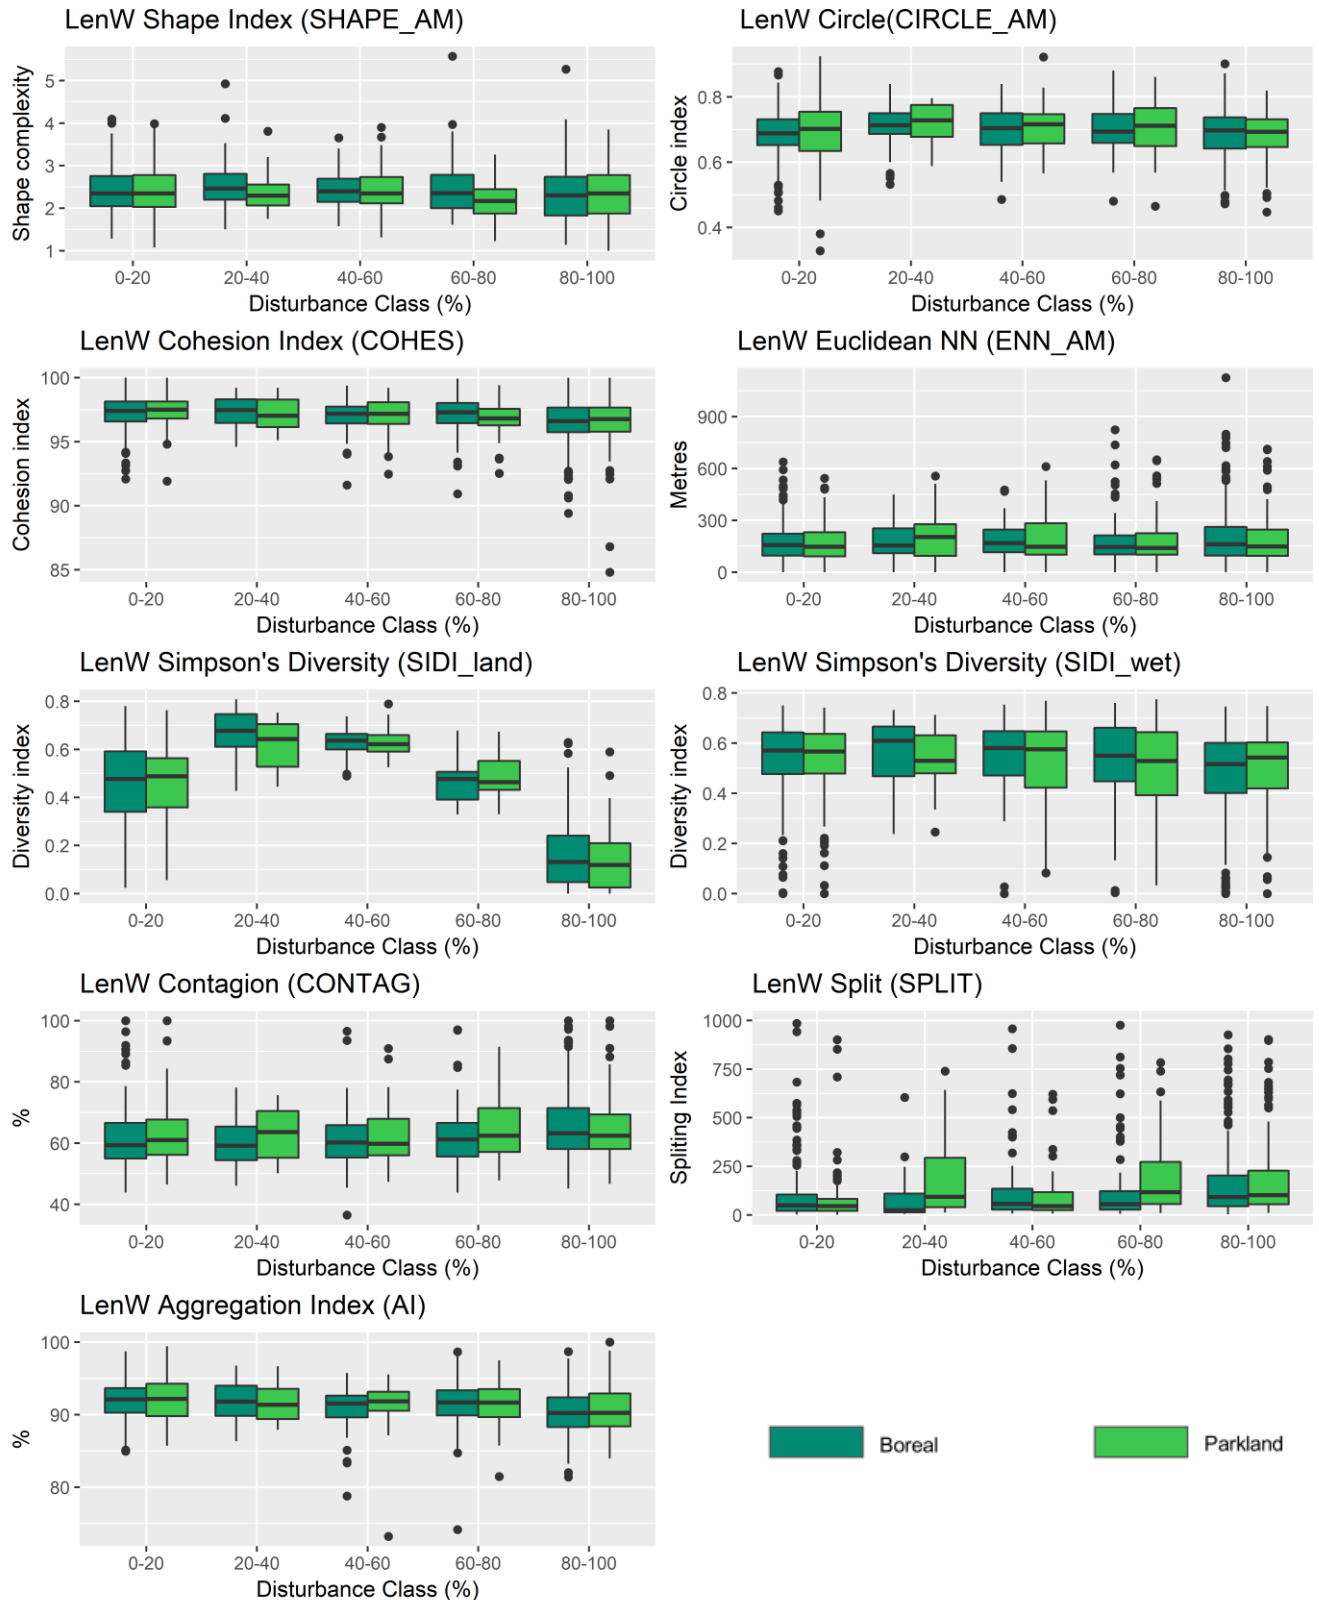 LenW Shape Index (SHAPE_AM)
Shape complexity
5
4
3
2
1
0-20 20-40 40-60 60-80 80-100
Disturbance Class (%)
LenW Circle(CIRCLE_AM)
Circle index
0.8
0.6
0.4
0-20 20-40 40-60 60-80 80-100
Disturbance Class (%)
LenW Cohesion Index (COHES)
Cohesion index
100
95
90
85
0-20 20-40 40-60 60-80 80-100
Disturbance Class (%)
LenW Euclidean NN (ENN_AM)
Metres
900
600
300
0
0-20 20-40 40-60 60-80 80-100
Disturbance Class (%)
LenW Simpson's Diversity (SIDI_land)
Diversity index
0.8
0.6
0.4
0.2
0.0
0-20 20-40 40-60 60-80 80-100
Disturbance Class (%)
LenW Simpson's Diversity (SIDI_wet)
Diversity index
0.8
0.6
0.4
0.2
0.0
0-20 20-40 40-60 60-80 80-100
Disturbance Class (%)
LenW Contagion (CONTAG)
%
100
80
60
40
0-20 20-40 40-60 60-80 80-100
Disturbance Class (%)
LenW Split (SPLIT)
Spliting Index
1000
750
500
250
0
0-20 20-40 40-60 60-80 80-100
Disturbance Class (%)
LenW Aggregation Index (AI)
%
100
90
80
0-20 20-40 40-60 60-80 80-100
Disturbance Class (%)
Boreal
Parkland